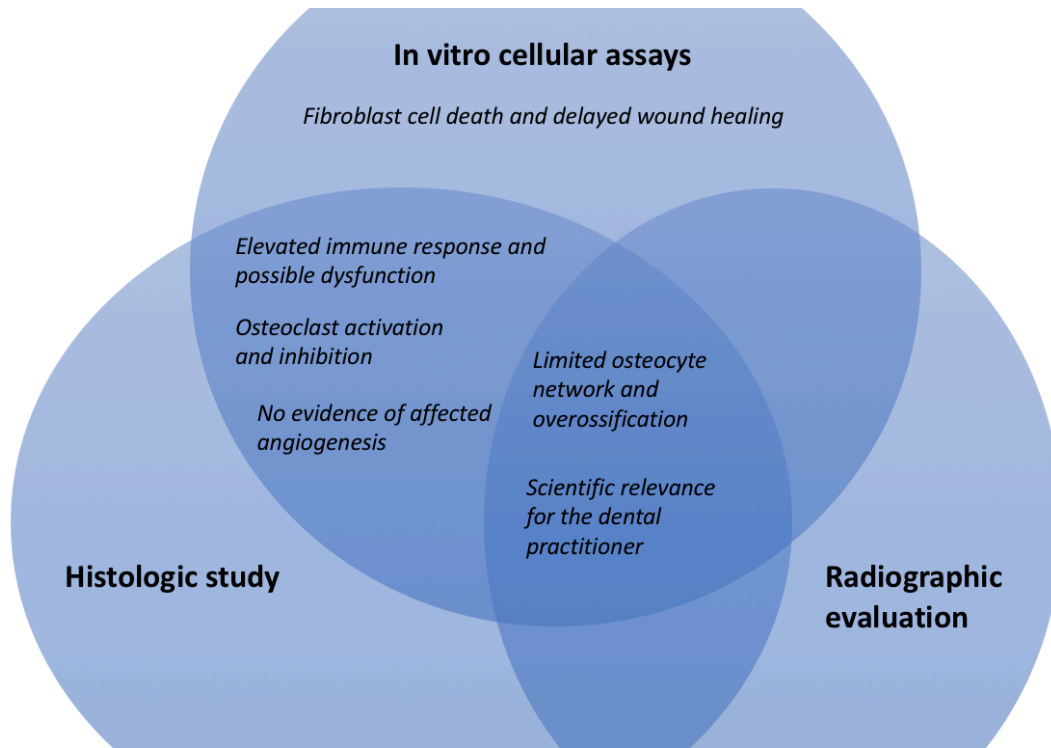 In vitro cellular assays
Fibroblast cell death and delayed wound healing
Elevated immune response and
possible dysfunction
Osteoclast activation
and inhibition
No evidence of affected
angiogenesis
Limited osteocyte
network and
overossification
Scientific relevance
for the dental
practitioner
Histologic study
Radiographic
evaluation